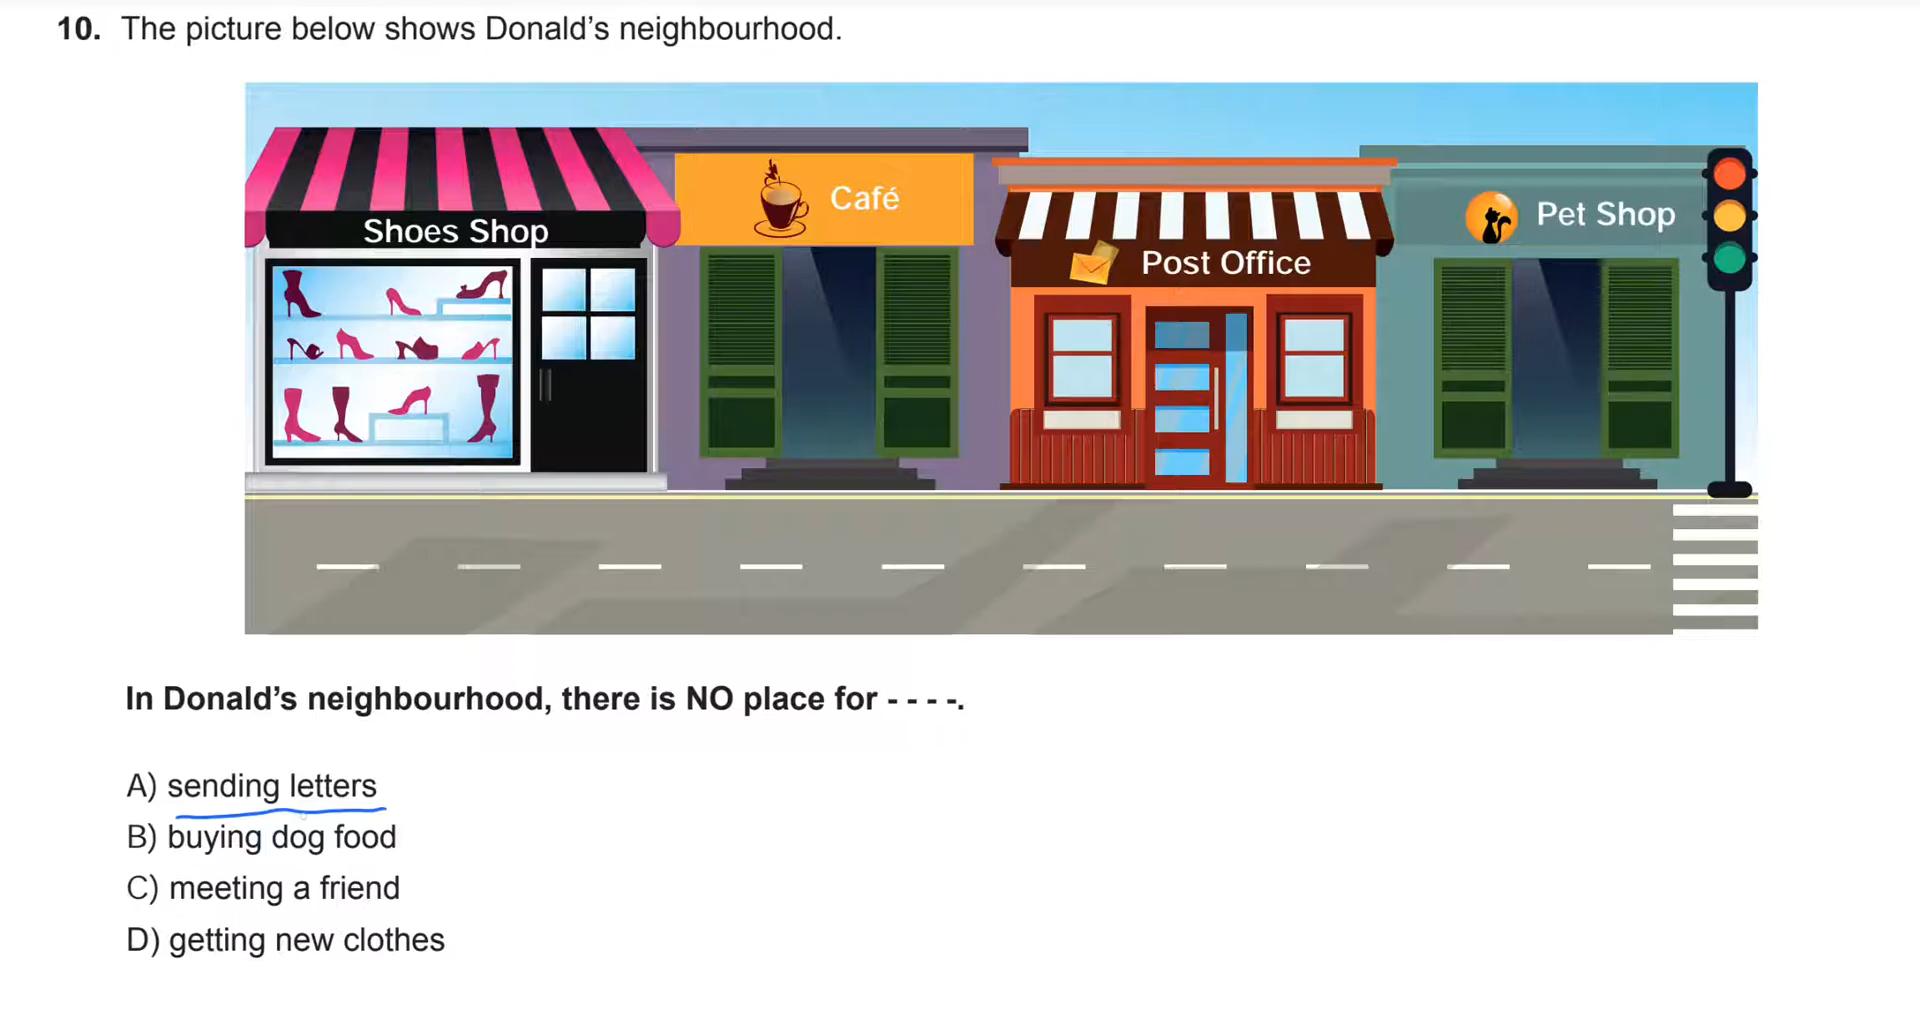 10. The picture below shows Donald's neighbourhood.
Shoes Shop
Café
Post Office
Pet Shop
In Donald's neighbourhood, there is NO place for - - - -.
A) sending letters
B) buying dog food
C) meeting a friend
D) getting new clothes